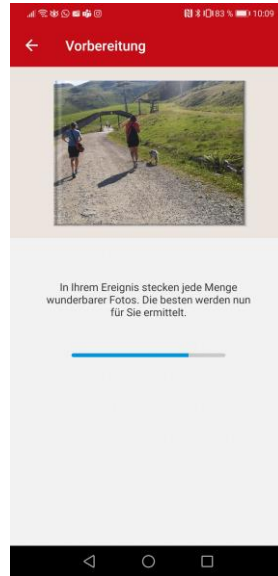 83 % 10:09
Vorbereitung
In Ihrem Ereignis stecken jede Menge
wunderbarer Fotos. Die besten werden nun
für Sie ermittelt.